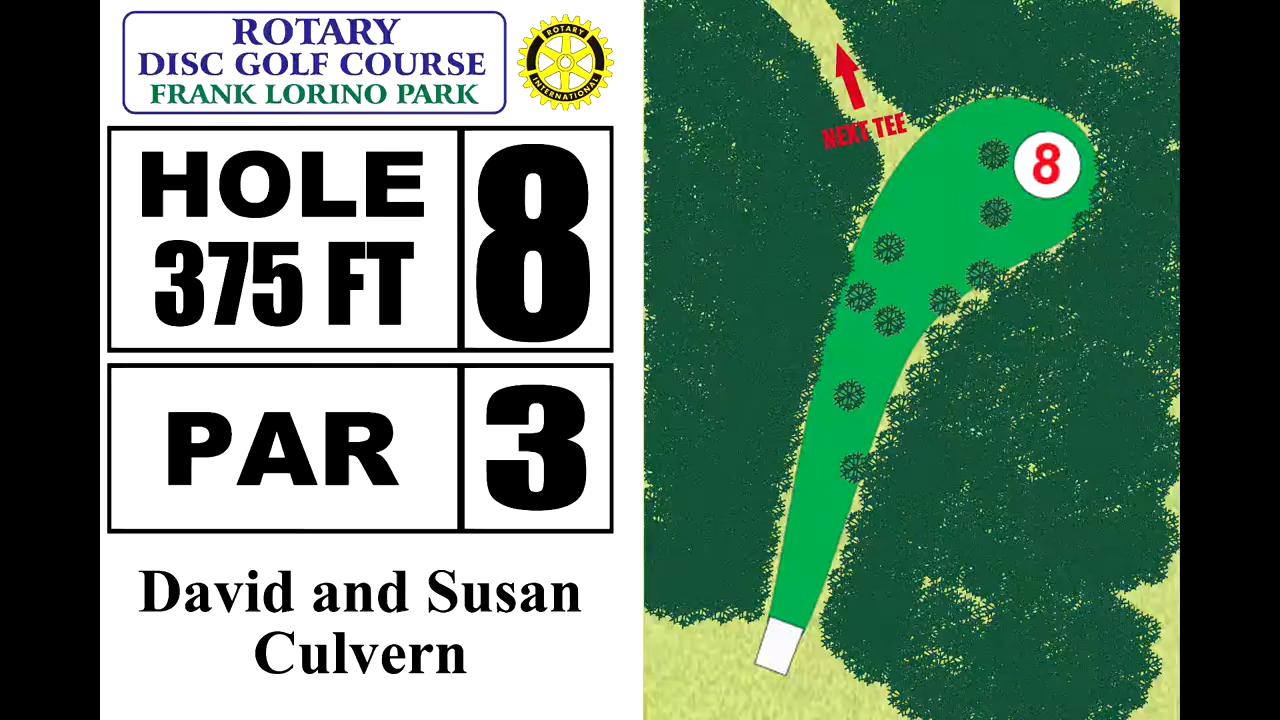 ROTARY
DISC GOLF COURSE
FRANK LORINO PARK
ROTARY
INTERNATIONAL
HOLE
375 FT
8
PAR
3
David and Susan
Culvern
NEXT TEE
8